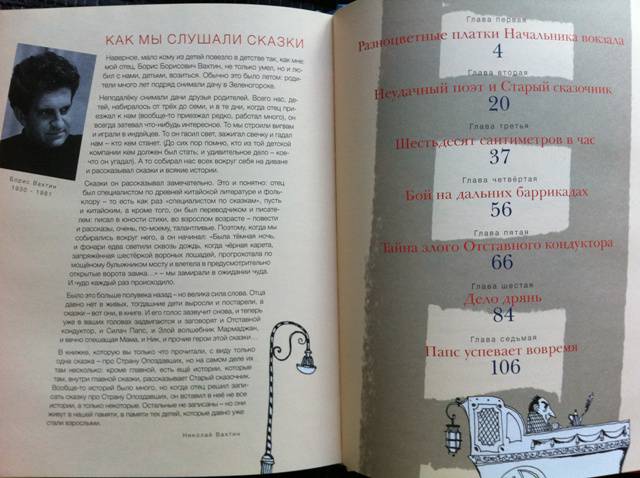 КАК МЫ СЛУШАЛИ СКАЗКИ
Наверное, мало кому из детей повезло в детстве так, как мне:
мой отец, Борис Борисович Вахтин, не только умел, но и лю-
бил с нами, детьми, возиться. Обычно это было летом: роди-
тели много лет подряд снимали дачу в Зеленогорске.
Неподалёку снимали дачи друзья родителей. Всего нас, де-
тей, набиралось от трёх до семи, и в те дни, когда отец при-
езжал к нам (вообще-то приезжал редко, работал много), он
всегда затевал что-нибудь интересное. То мы строили вигвам
и играли в индейцев. То он гасил свет, зажигал свечку и гадал
на – кто кем станет. (До сих пор помню, кто из той детской
компании кем должен был стать; и удивительное дело – кое-
что он угадал). А то собирал нас всех вокруг себя на диване
и рассказывал сказки и всякие истории.
Сказки он рассказывал замечательно. Это и понятно: отец
был специалистом по древней китайской литературе и фоль-
клору – то есть как раз «специалистом по сказкам», пусть
и китайским, а кроме того, он был переводчиком и писате-
лем: писал в юности стихи, во взрослом возрасте – повести
и рассказы, очень, по-моему, талантливые. Поэтому, когда мы
собирались вокруг него, а он начинал: «Была тёмная ночь,
и фонари едва светили сквозь дождь, когда чёрная карета,
запряжённая шестёркой вороных лошадей, прогрохотала по
мощёному булыжником мосту и влетела в предусмотрительно
открытые ворота замка...» – мы замирали в ожидании чуда.
И чудо каждый раз происходило.
Было это больше полувека назад – но велика сила слова. Отца
давно нет в живых, тогдашние дети выросли и постарели, а
сказки – вот они, в книге. И его голос зазвучит снова, и теперь
уже в ваших головах задвигаются и заговорят и Отставной
кондуктор, и Силач Папс, и Злой волшебник Мармаджан,
и вечно спешащая Мама, и Ник, и прочие герои этой сказки...
В книжке, которую вы только что прочитали, с виду только
одна сказка – про Страну Опоздавших, но на самом деле их
там несколько: кроме главной, есть ещё истории, которые
там, внутри главной сказки, рассказывает Старый сказочник.
Вообще-то историй было много, но когда отец решил запи-
сать сказку про Страну Опоздавших, он вставил в неё не все
истории, а только некоторые. Остальные не записаны – но они
живут в нашей памяти, в памяти тех детей, которые давно уже
стали взрослыми.
Николай Вахтин
Борис Вахтин
1930 - 1981
Глава первая
Разноцветные платки Начальника вокзала
4
Глава вторая
Неудачный поэт и Старый сказочник
20
Глава третья
Шестьдесят сантиметров в час
37
Глава четвёртая
Бой на дальних баррикадах
56
Глава пятая
Тайна злого Отставного кондуктора
66
Глава шестая
Дело дрянь
84
Глава седьмая
Папс успевает вовремя
106